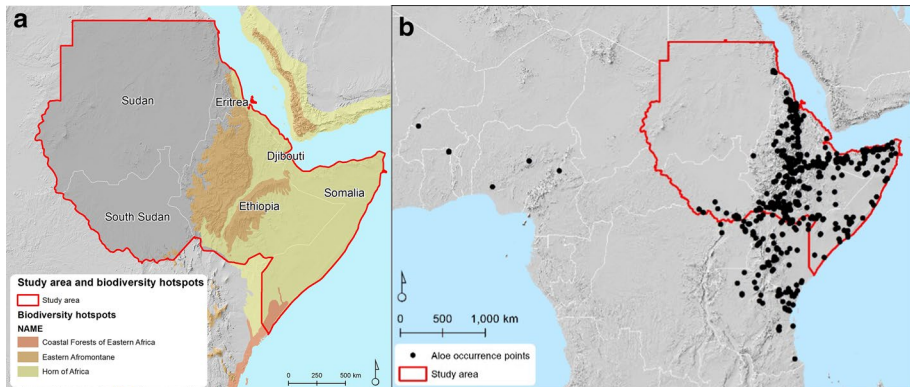 a
Sudan
Eritrea
Djibouti
Somalia
Ethiopia
South Sudan
Study area and biodiversity hotspots
Study area
Biodiversity hotspots
NAME
Coastal Forests of Eastern Africa
Eastern Afromontane
Horn of Africa
0 250 500 km
b
0 500 1,000 km
Aloe occurrence points
Study area